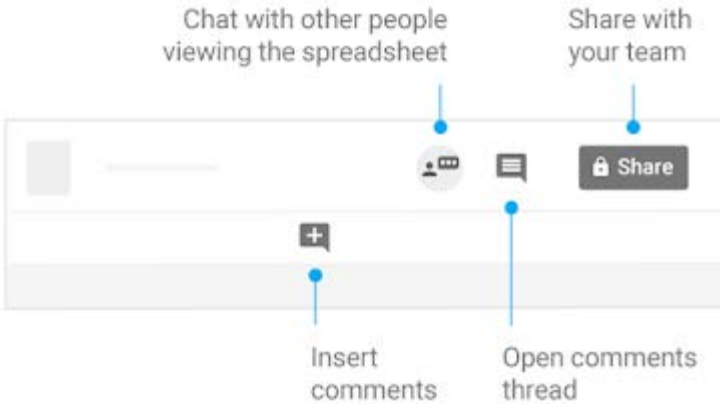 Chat with other people
viewing the spreadsheet
Share with
your team
Share
Insert
comments
Open comments
thread